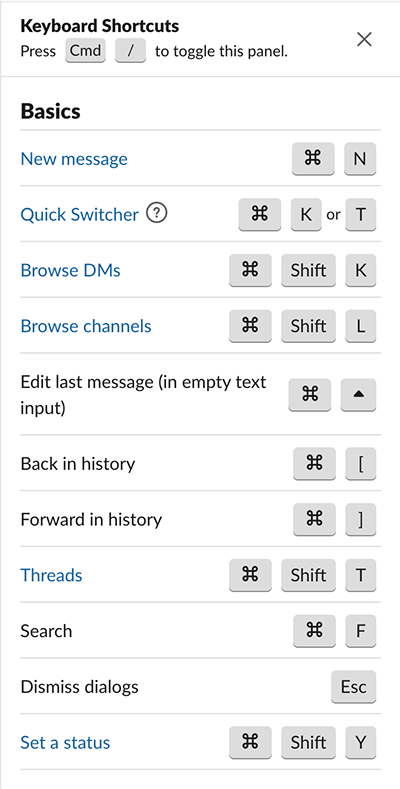 Keyboard Shortcuts
Press Cmd / to toggle this panel.
Basics
New message ⌘ N
Quick Switcher ? ⌘ K or T
Browse DMs ⌘ Shift K
Browse channels ⌘ Shift L
Edit last message (in empty text
input) ⌘ ▲
Back in history ⌘ [
Forward in history ⌘ ]
Threads ⌘ Shift T
Search ⌘ F
Dismiss dialogs Esc
Set a status ⌘ Shift Y